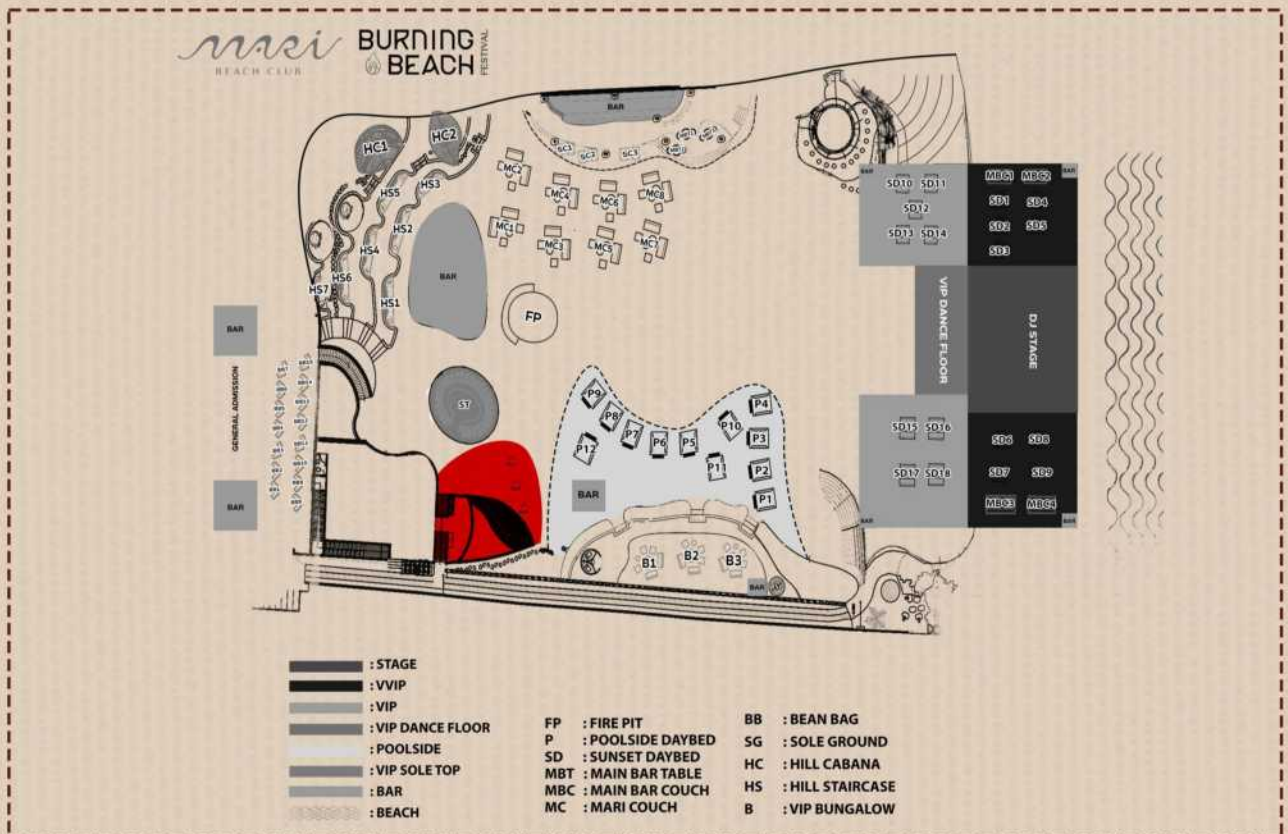 MARI
BEACH CLUB
BURNING
BEACH
FESTIVAL
BAR
HC1
HC2
SC1
SC2
SC3
HS5
HS3
HS2
HS4
HS6
HS7
HS1
BAR
MC2
MC4
MC6
MC8
MC1
MC3
MC5
MC7
FP
BAR
BAR
SD10
SD11
SD12
SD13
SD14
MBC1
MBC2
SD1
SD4
SD2
SD5
SD3
VIP DANCE FLOOR
DJ STAGE
BAR
GENERAL ADMISSION
BAR
ST
P9
P8
P7
P6
P5
P10
P4
P3
P12
P11
P2
P1
BAR
SD15
SD16
SD17
SD18
SD6
SD8
SD7
SD9
MBC3
MBC4
BAR
BAR
B1
B2
B3
BAR
: STAGE
: VVIP
: VIP
: VIP DANCE FLOOR
: POOLSIDE
: VIP SOLE TOP
: BAR
: BEACH
FP : FIRE PIT
P : POOLSIDE DAYBED
SD : SUNSET DAYBED
MBT : MAIN BAR TABLE
MBC : MAIN BAR COUCH
MC : MARI COUCH
BB : BEAN BAG
SG : SOLE GROUND
HC : HILL CABANA
HS : HILL STAIRCASE
B : VIP BUNGALOW